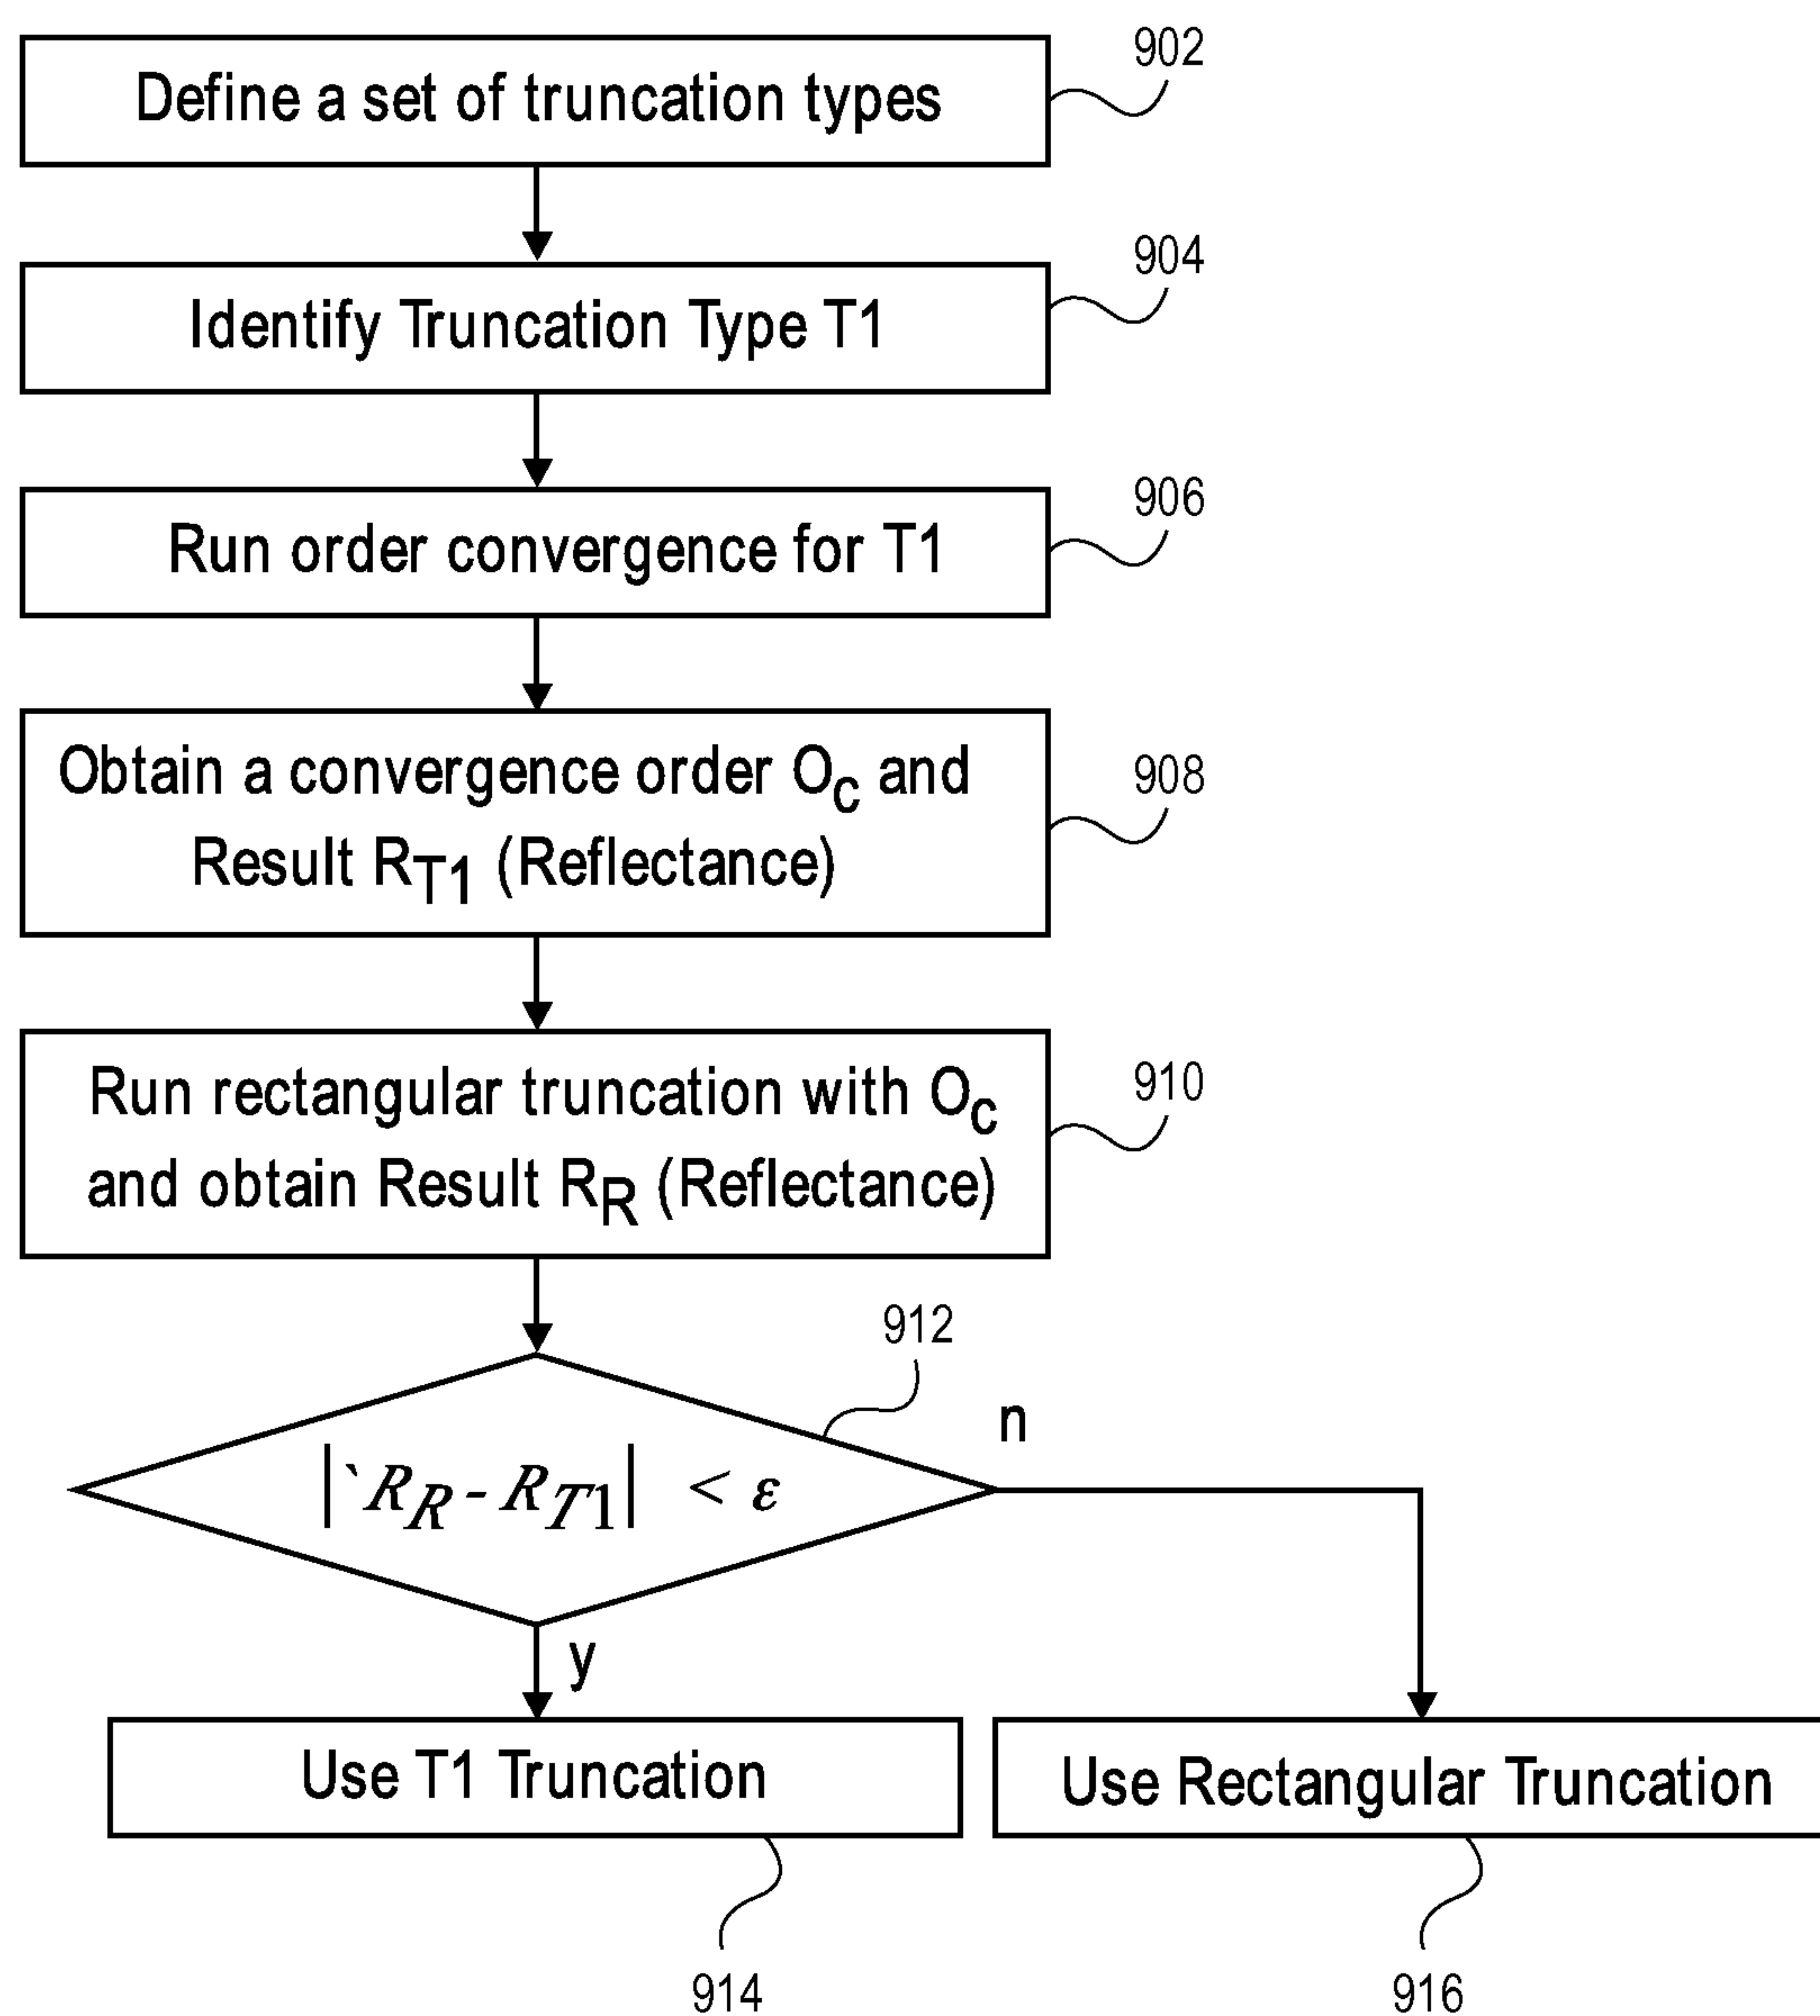 Define a set of truncation types
902
Identify Truncation Type T1
904
Run order convergence for T1
906
Obtain a convergence order OC and
Result RT1 (Reflectance)
908
Run rectangular truncation with OC
and obtain Result RR (Reflectance)
910
912
|`RR - RT1| < ε
n
y
Use T1 Truncation
Use Rectangular Truncation
914
916